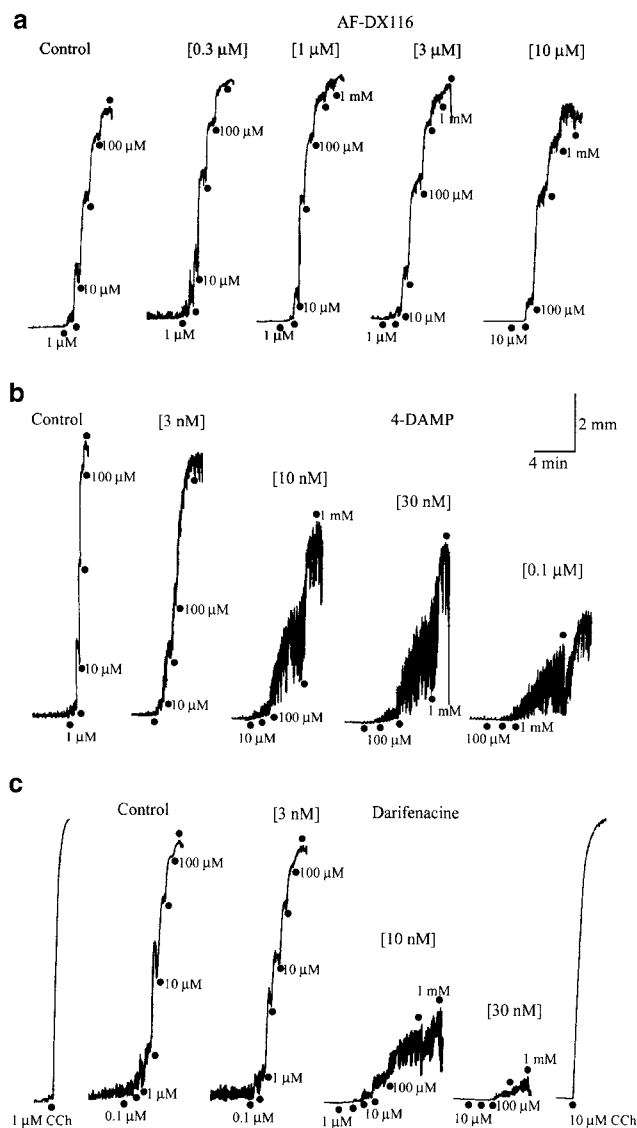 a
AF-DX116
Control
[0.3 µM]
[1 µM]
[3 µM]
[10 µM]
1 mM
1 mM
100 µM
100 µM
100 µM
1 mM
100 µM
10 µM
10 µM
10 µM
10 µM
100 µM
1 µM
1 µM
1 µM
1 µM
10 µM
b
Control
[3 nM]
4-DAMP
2 mm
4 min
100 µM
[10 nM]
[30 nM]
1 mM
[0.1 µM]
100 µM
10 µM
10 µM
100 µM
1 mM
1 mM
1 µM
10 µM
100 µM
100 µM
c
Control
[3 nM]
Darifenacine
100 µM
100 µM
[10 nM]
10 µM
10 µM
1 mM
[30 nM]
1 mM
1 µM
1 µM
100 µM
100 µM
1 µM CCh
0.1 µM
0.1 µM
1 µM
10 µM
10 µM
10 µM CCh